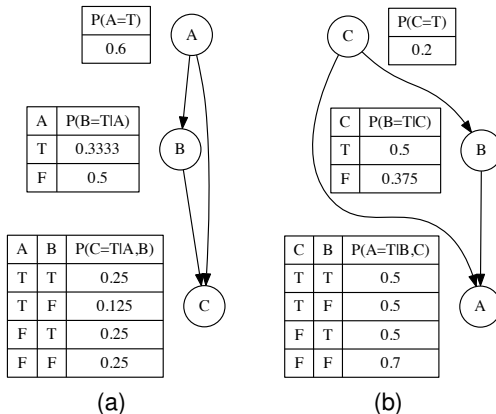 P(A=T)
0.6
A
A P(B=T|A)
T 0.3333
F 0.5
B
A B P(C=T|A,B)
T T 0.25
T F 0.125
F T 0.25
F F 0.25
C
(a)
C
P(C=T)
0.2
C P(B=T|C)
T 0.5
F 0.375
B
C B P(A=T|B,C)
T T 0.5
T F 0.5
F T 0.5
F F 0.7
A
(b)